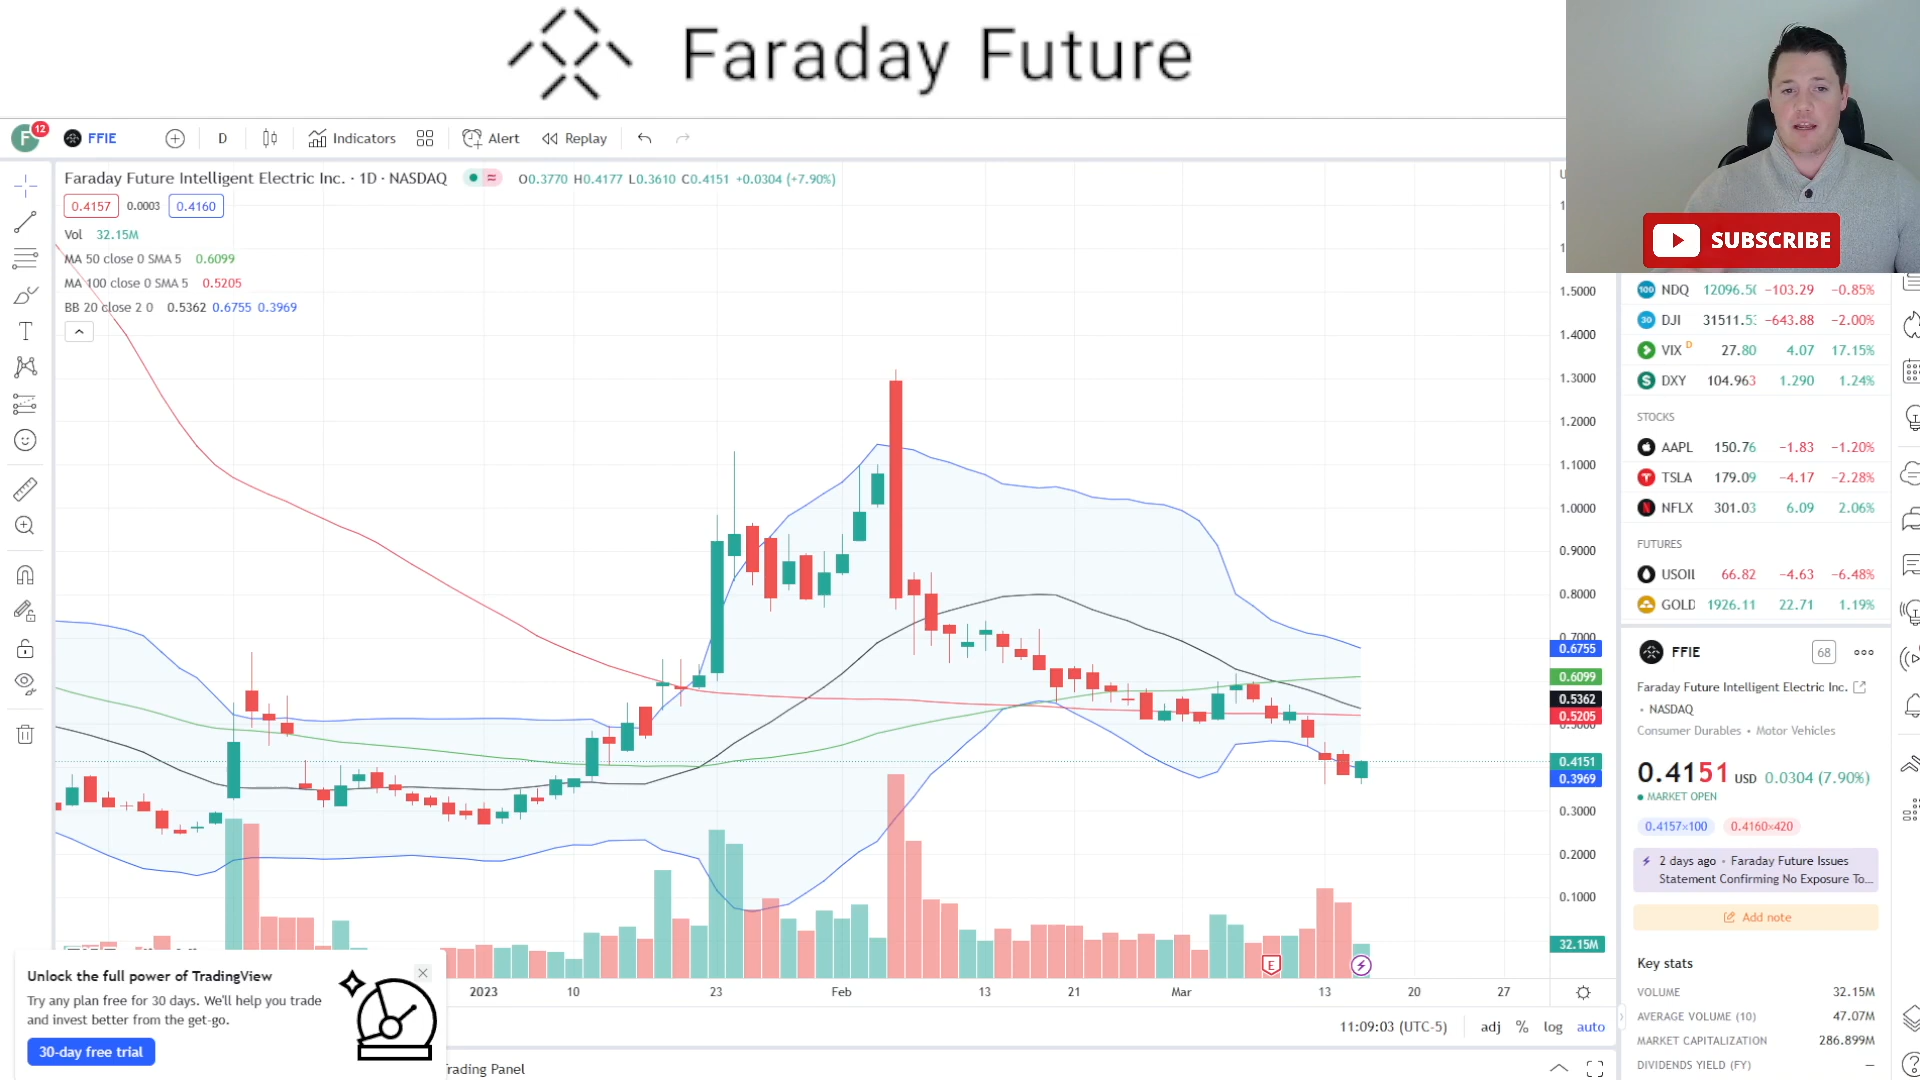 Faraday Future
F 12 FFIE D Indicators Alert Replay
Faraday Future Intelligent Electric Inc. · 1D · NASDAQ O0.3770 H0.4177 L0.3610 C0.4151 +0.0304 (+7.90%)
0.4157 0.0003 0.4160
Vol 32.15M
MA 50 close 0 SMA 5 0.6099
MA 100 close 0 SMA 5 0.5205
BB 20 close 2 0 0.5362 0.6755 0.3969
SUBSCRIBE
1.5000
1.4000
1.3000
1.2000
1.1000
1.0000
0.9000
0.8000
0.7000
0.6755
0.6099
0.5362
0.5205
0.5000
0.4151
0.3969
0.3000
0.2000
0.1000
32.15M
E
2023 10 23 Feb 13 21 Mar 13 20 27
11:09:03 (UTC-5) adj % log auto
Trading Panel
Unlock the full power of TradingView
Try any plan free for 30 days. We'll help you trade
and invest better from the get-go.
30-day free trial
100 NDQ 12096.50 −103.29 −0.85%
30 DJI 31511.53 −643.88 −2.00%
VIX D 27.80 4.07 17.15%
DXY 104.963 1.290 1.24%
STOCKS
AAPL 150.76 −1.83 −1.20%
TSLA 179.09 −4.17 −2.28%
NFLX 301.03 6.09 2.06%
FUTURES
USOIL 66.82 −4.63 −6.48%
GOLD 1926.11 22.71 1.19%
FFIE 68
Faraday Future Intelligent Electric Inc.
• NASDAQ
Consumer Durables • Motor Vehicles
0.4151 USD 0.0304 (7.90%)
MARKET OPEN
0.4157×100 0.4160×420
2 days ago • Faraday Future Issues
Statement Confirming No Exposure To...
Add note
Key stats
VOLUME 32.15M
AVERAGE VOLUME (10) 47.07M
MARKET CAPITALIZATION 286.899M
DIVIDENDS YIELD (FY) —